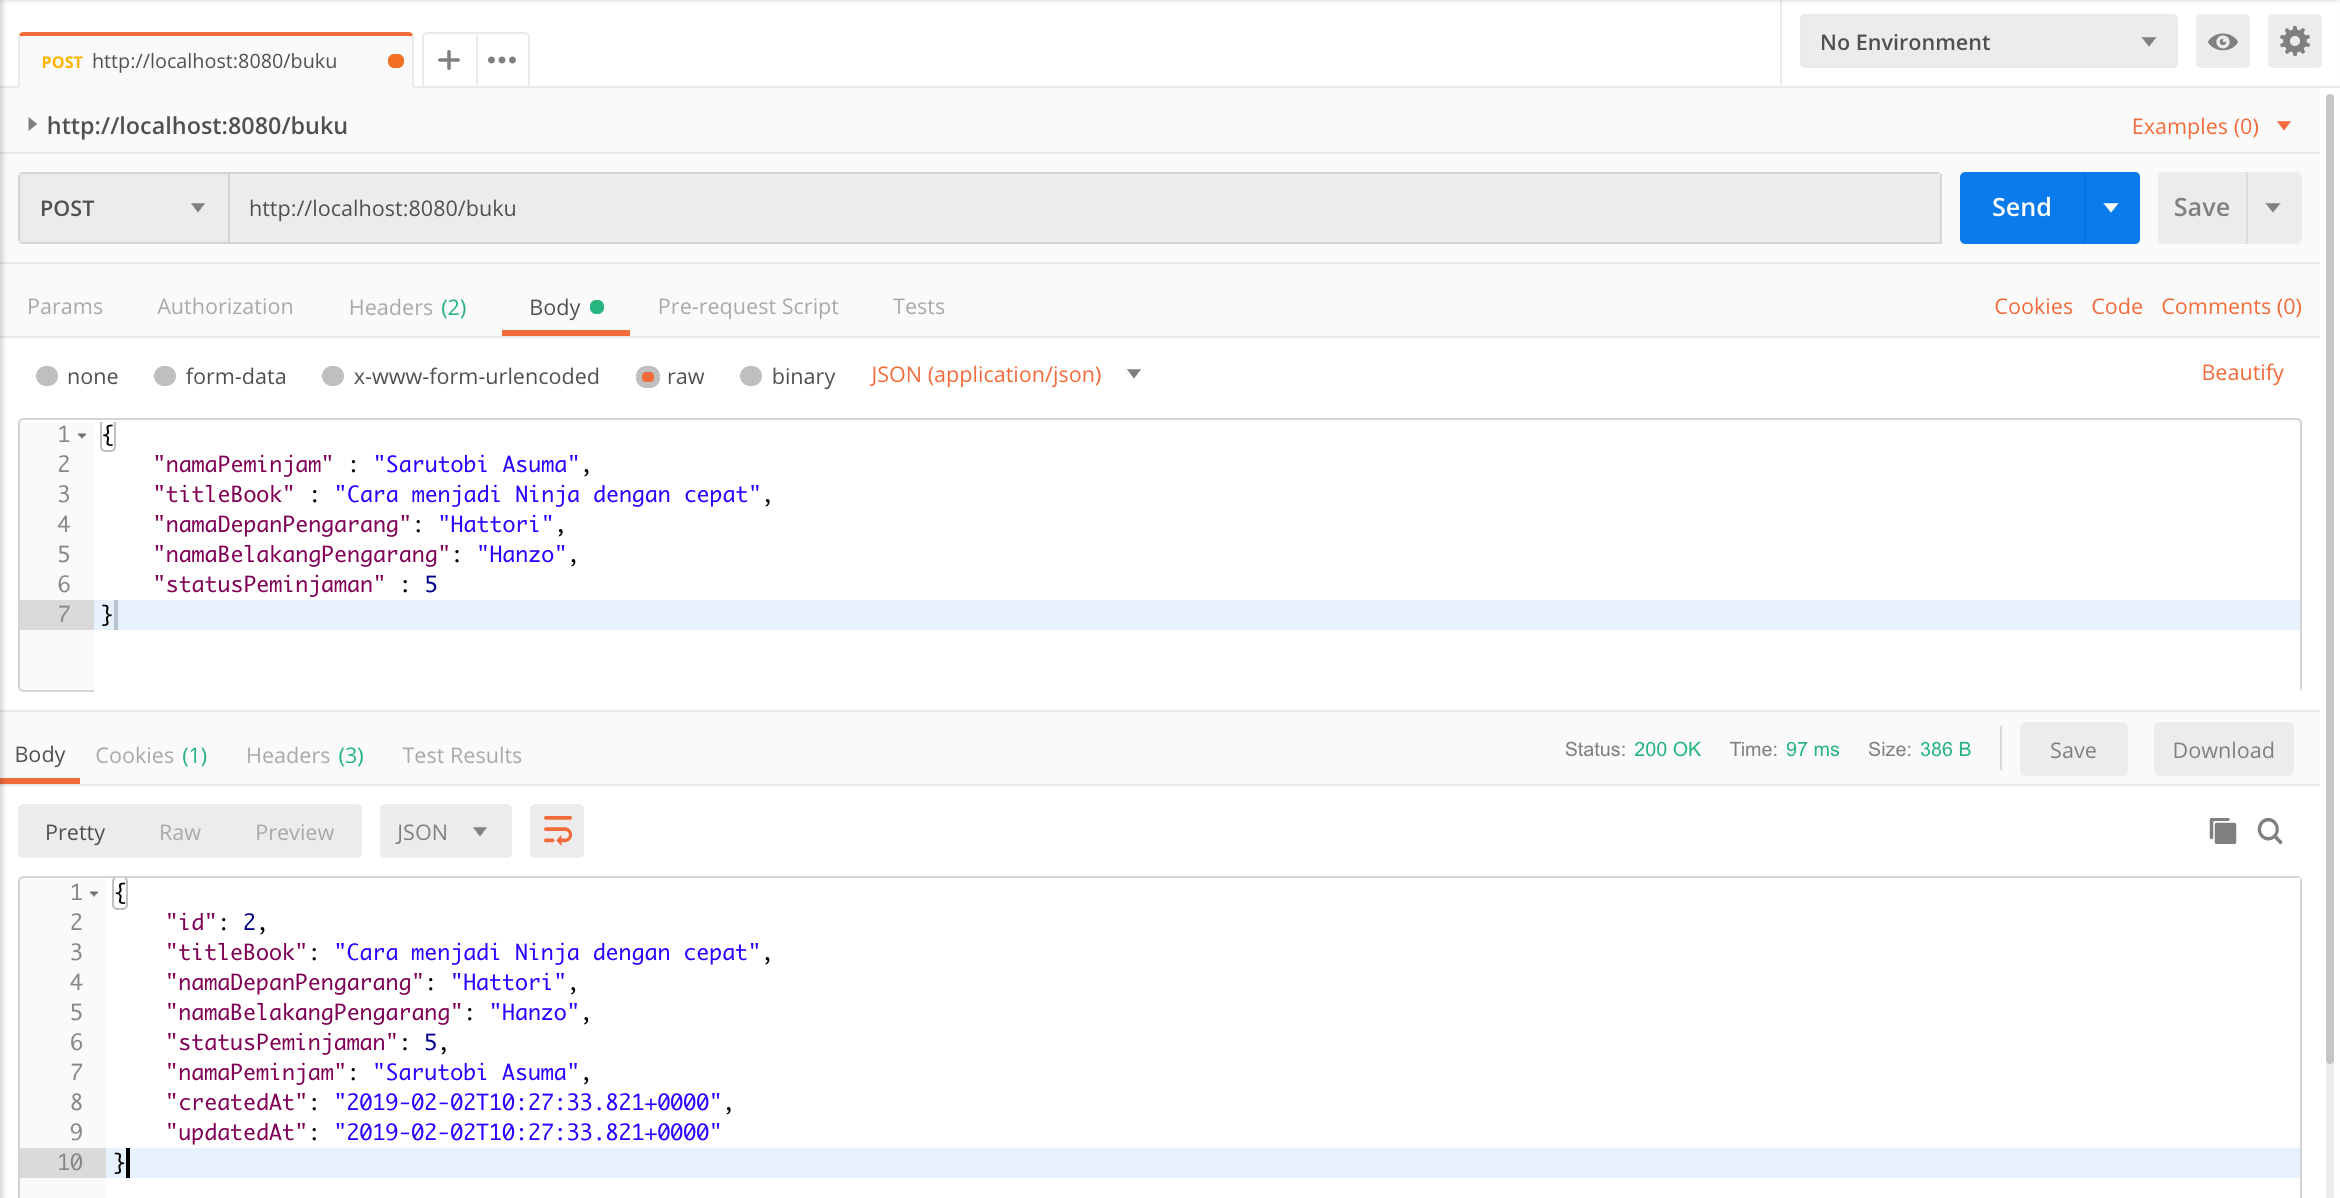 POST http://localhost:8080/buku
No Environment
http://localhost:8080/buku
Examples (0)
POST http://localhost:8080/buku Send Save
Params Authorization Headers (2) Body Pre-request Script Tests Cookies Code Comments (0)
none form-data x-www-form-urlencoded raw binary JSON (application/json) Beautify
1 {
2 "namaPeminjam" : "Sarutobi Asuma",
3 "titleBook" : "Cara menjadi Ninja dengan cepat",
4 "namaDepanPengarang": "Hattori",
5 "namaBelakangPengarang": "Hanzo",
6 "statusPeminjaman" : 5
7 }
Body Cookies (1) Headers (3) Test Results Status: 200 OK Time: 97 ms Size: 386 B Save Download
Pretty Raw Preview JSON
1 {
2 "id": 2,
3 "titleBook": "Cara menjadi Ninja dengan cepat",
4 "namaDepanPengarang": "Hattori",
5 "namaBelakangPengarang": "Hanzo",
6 "statusPeminjaman": 5,
7 "namaPeminjam": "Sarutobi Asuma",
8 "createdAt": "2019-02-02T10:27:33.821+0000",
9 "updatedAt": "2019-02-02T10:27:33.821+0000"
10 }